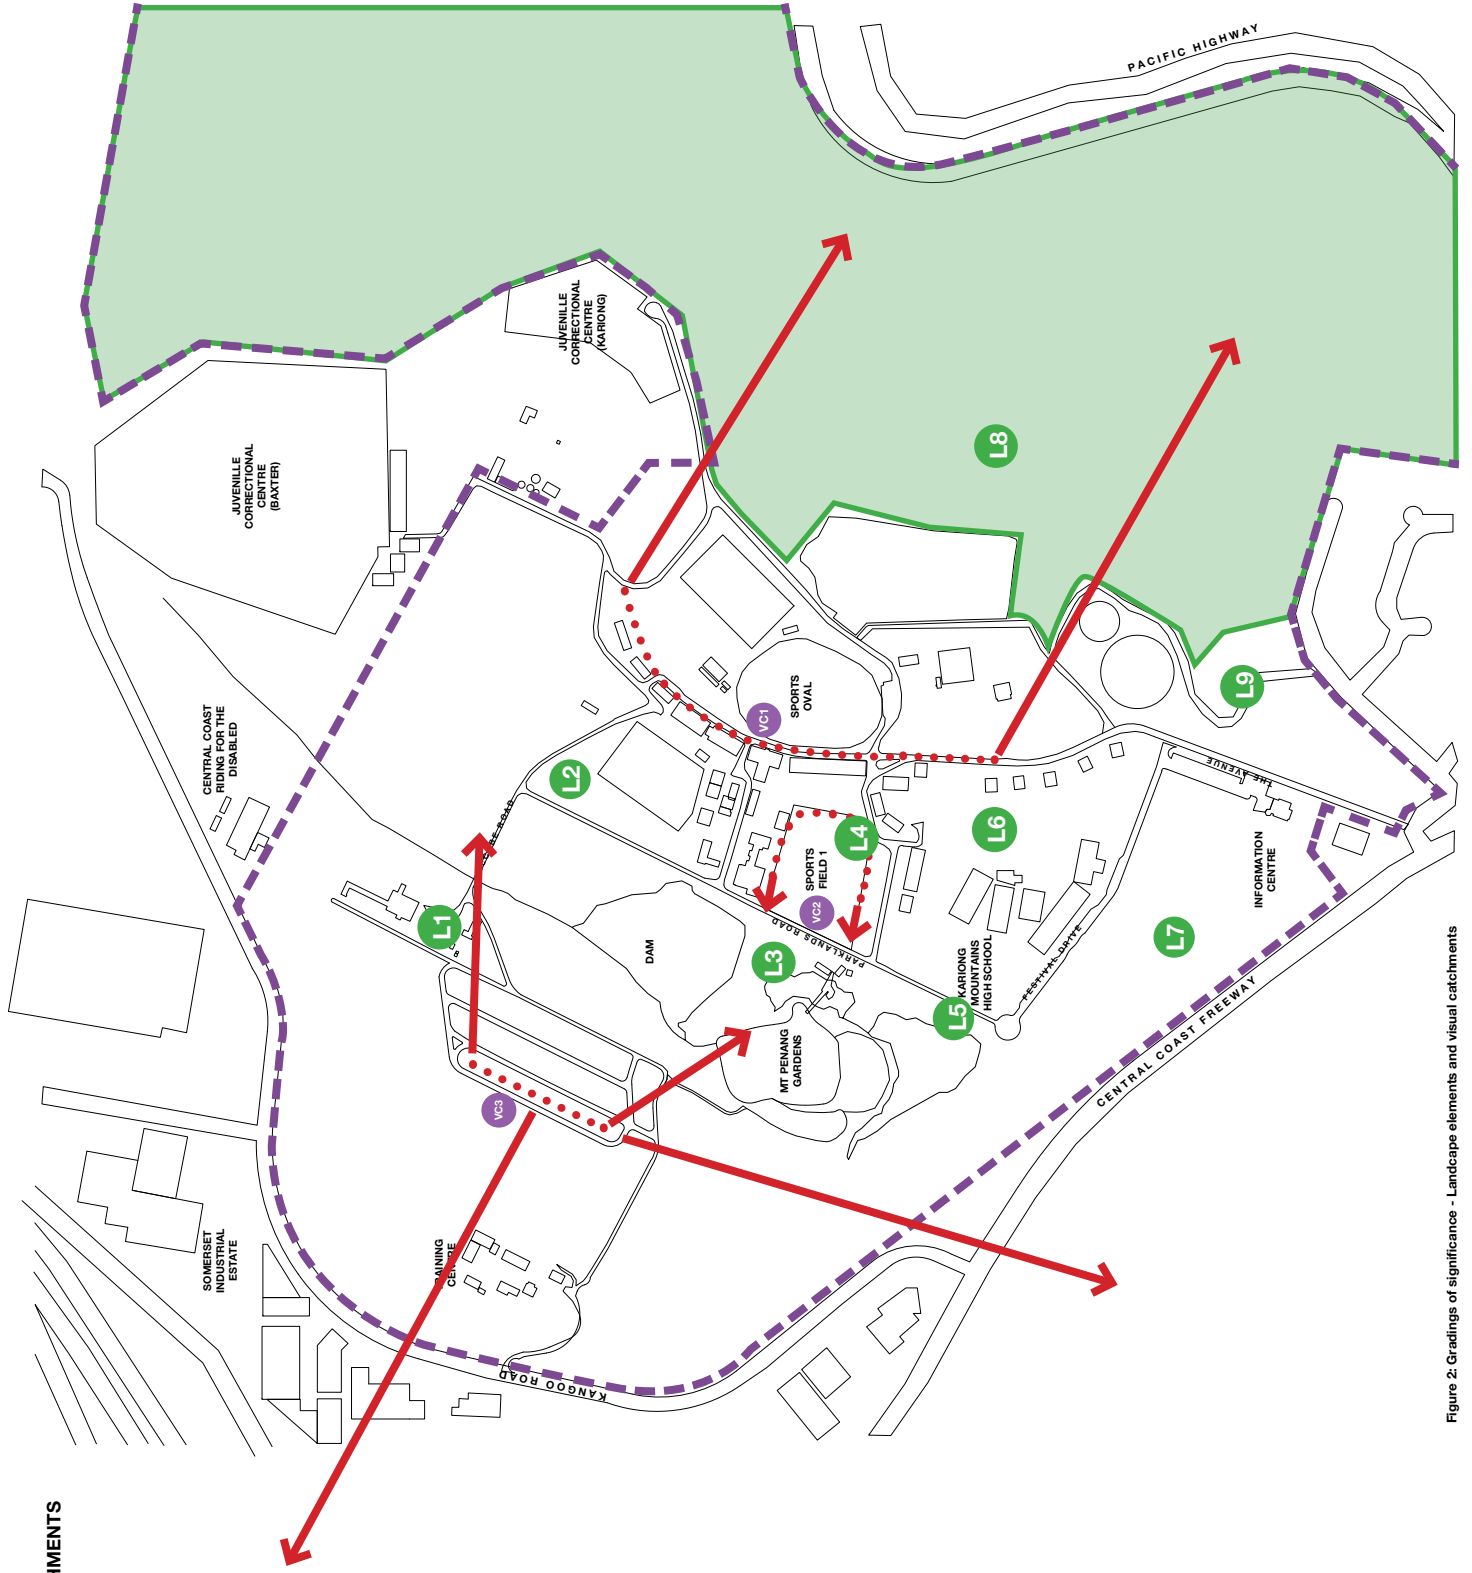 HMENTS
PACIFIC HIGHWAY
JUVENILLE
CORRECTIONAL
CENTRE
(KARIONG)
JUVENILLE
CORRECTIONAL
CENTRE
(BAXTER)
CENTRAL COAST
RIDING FOR THE
DISABLED
L8
L9
VC1
SPORTS
OVAL
L2
THE AVENUE
L4
L6
SPORTS
FIELD 1
VC2
INFORMATION
CENTRE
L1
ROAD
PARKLANDS ROAD
DAM
L3
KARIONG
MOUNTAINS
HIGH SCHOOL
FESTIVAL DRIVE
L7
L5
MT PENANG
GARDENS
CENTRAL COAST FREEWAY
VC3
SOMERSET
INDUSTRIAL
ESTATE
KANGOO ROAD
Figure 2: Gradings of significance - Landcape elements and visual catchments